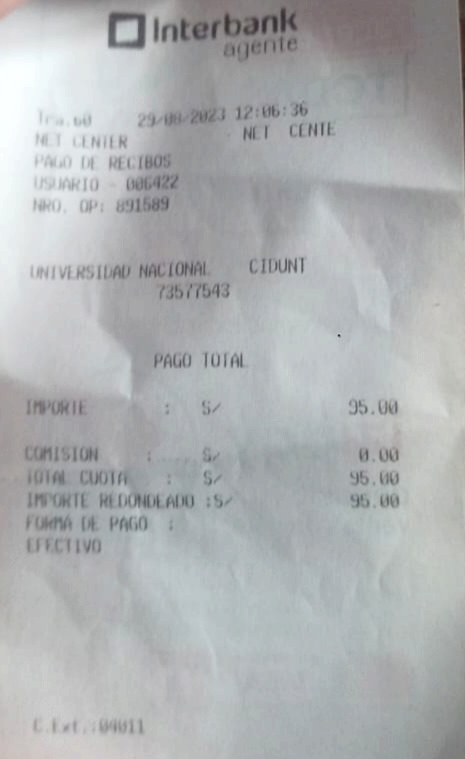 Interbank
agente
Tra.60 29/08/2023 12:06:36
NET CENTER - NET CENTE
PAGO DE RECIBOS
USUARIO - 006422
NRO. OP: 891589
UNIVERSIDAD NACIONAL CIDUNT
73577543
PAGO TOTAL
IMPORTE : S/ 95.00
COMISION : S/ 0.00
TOTAL CUOTA : S/ 95.00
IMPORTE REDONDEADO :S/ 95.00
FORMA DE PAGO :
EFECTIVO
C.Ext.:04011